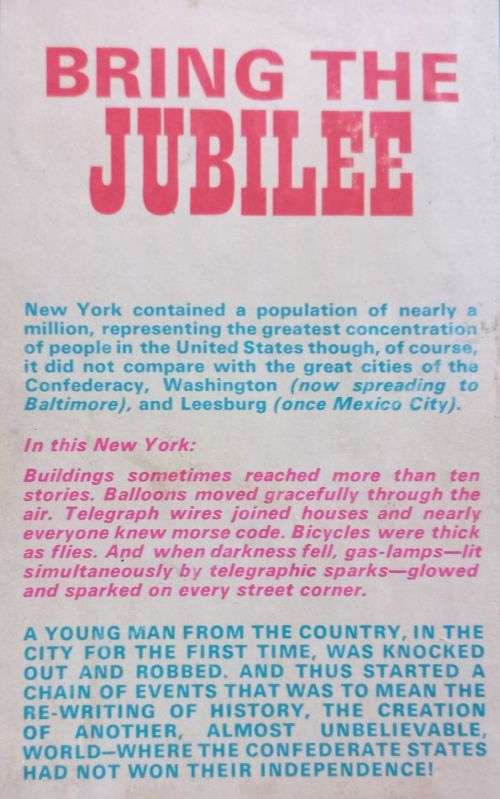 BRING THE
JUBILEE
New York contained a population of nearly a
million, representing the greatest concentration
of people in the United States though, of course,
it did not compare with the great cities of the
Confederacy, Washington (now spreading to
Baltimore), and Leesburg (once Mexico City).
In this New York:
Buildings sometimes reached more than ten
stories. Balloons moved gracefully through the
air. Telegraph wires joined houses and nearly
everyone knew morse code. Bicycles were thick
as flies. And when darkness fell, gas-lamps—lit
simultaneously by telegraphic sparks—glowed
and sparked on every street corner.
A YOUNG MAN FROM THE COUNTRY, IN THE
CITY FOR THE FIRST TIME, WAS KNOCKED
OUT AND ROBBED. AND THUS STARTED A
CHAIN OF EVENTS THAT WAS TO MEAN THE
RE-WRITING OF HISTORY, THE CREATION
OF ANOTHER, ALMOST UNBELIEVABLE,
WORLD—WHERE THE CONFEDERATE STATES
HAD NOT WON THEIR INDEPENDENCE!